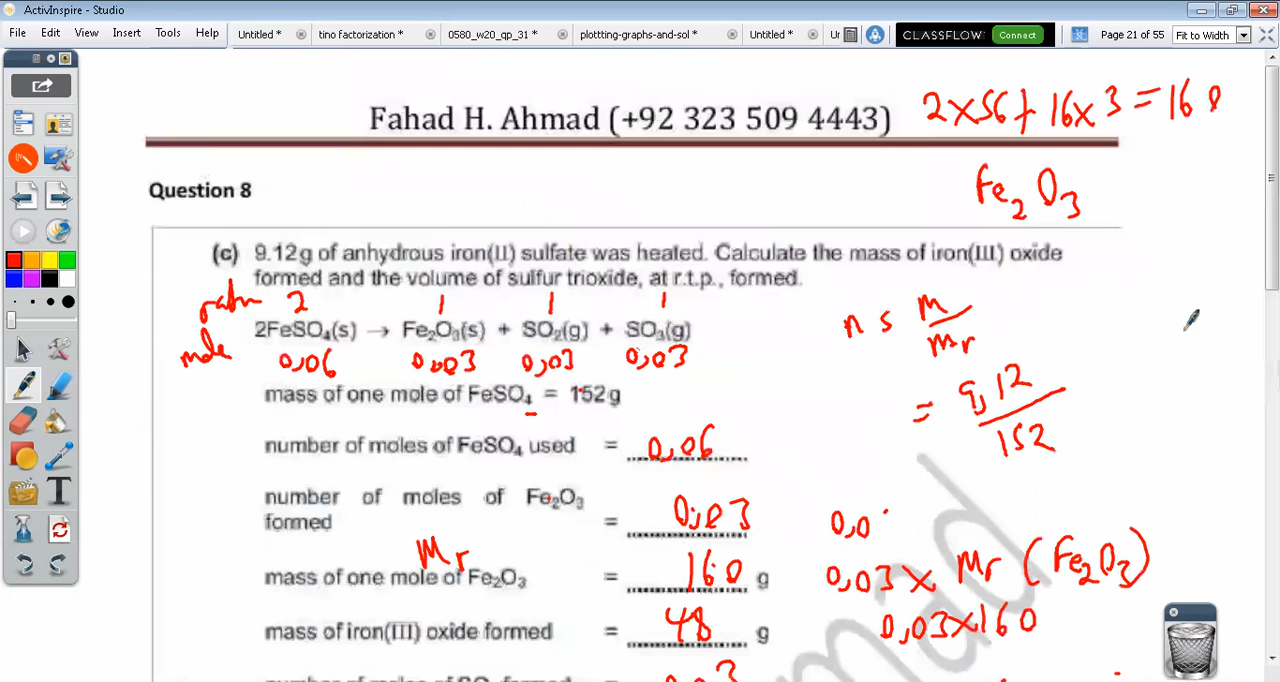 ActivInspire - Studio
File Edit View Insert Tools Help Untitled * tino factorization * 0580_w20_qp_31 * plottting-graphs-and-sol * Untitled * Ur CLASSFLOW Connect Page 21 of 55 Fit to Width
2×56+16×3=160
Fahad H. Ahmad (+92 323 509 4443)
Fe2O3
Question 8
(c) 9.12g of anhydrous iron(II) sulfate was heated. Calculate the mass of iron(III) oxide
formed and the volume of sulfur trioxide, at r.t.p., formed.
2 1 1 1
2FeSO4(s) → Fe2O3(s) + SO2(g) + SO3(g)
mole 0,06 0,03 0,03 0,03
n = m/Mr
mass of one mole of FeSO4 = 152g
= 9,12/152
number of moles of FeSO4 used = 0,06
number of moles of Fe2O3
formed = 0,03
0,0
Mr
mass of one mole of Fe2O3 = 160 g
0,03× Mr (Fe2O3)
mass of iron(III) oxide formed = 48 g
0,03×160